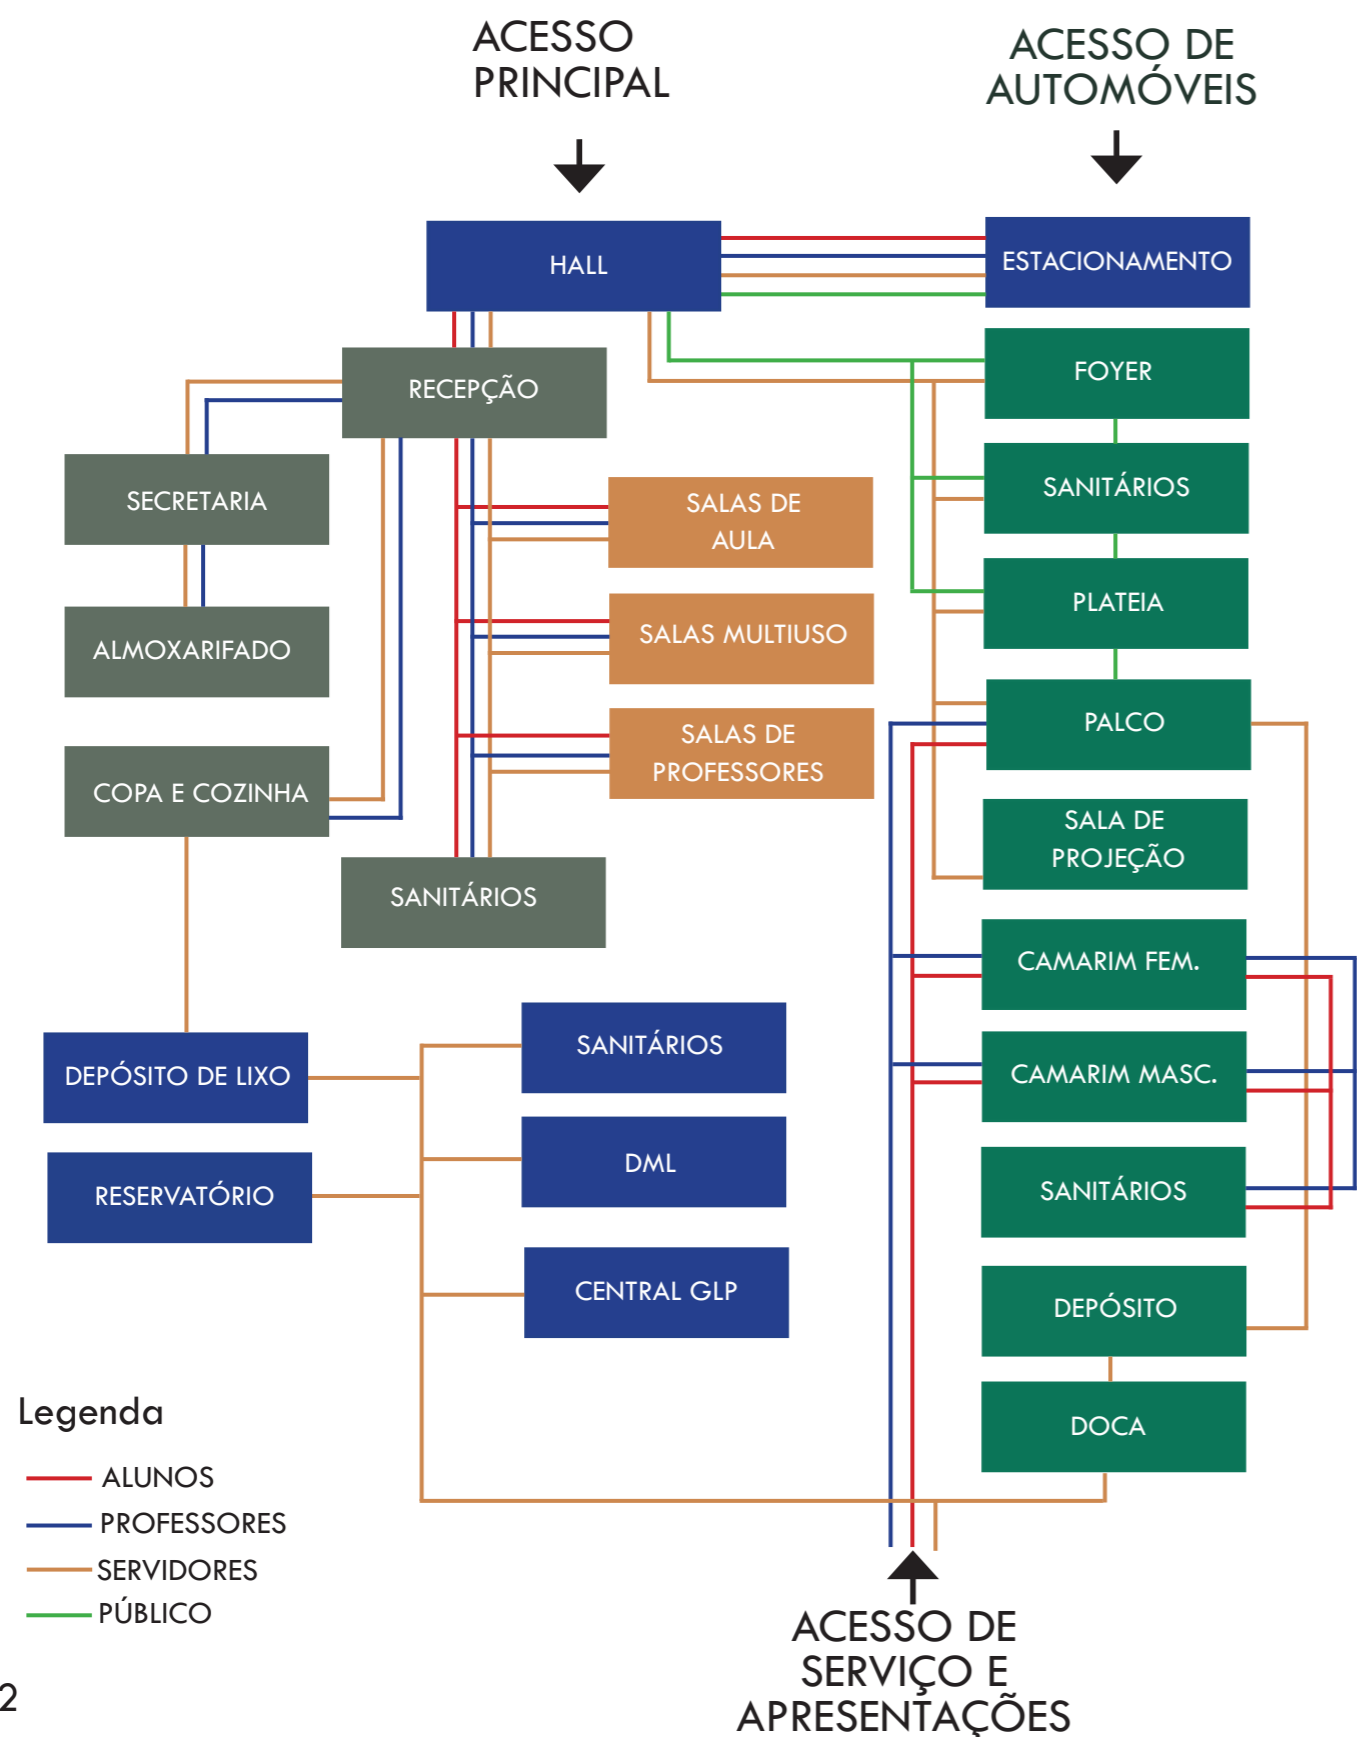 ACESSO
PRINCIPAL
ACESSO DE
AUTOMÓVEIS
HALL
ESTACIONAMENTO
RECEPÇÃO
FOYER
SECRETARIA
SALAS DE
AULA
SANITÁRIOS
ALMOXARIFADO
SALAS MULTIUSO
PLATEIA
COPA E COZINHA
SALAS DE
PROFESSORES
PALCO
SANITÁRIOS
SALA DE
PROJEÇÃO
CAMARIM FEM.
DEPÓSITO DE LIXO
SANITÁRIOS
CAMARIM MASC.
RESERVATÓRIO
DML
SANITÁRIOS
CENTRAL GLP
DEPÓSITO
DOCA
Legenda
ALUNOS
PROFESSORES
SERVIDORES
PÚBLICO
ACESSO DE
SERVIÇO E
APRESENTAÇÕES
2